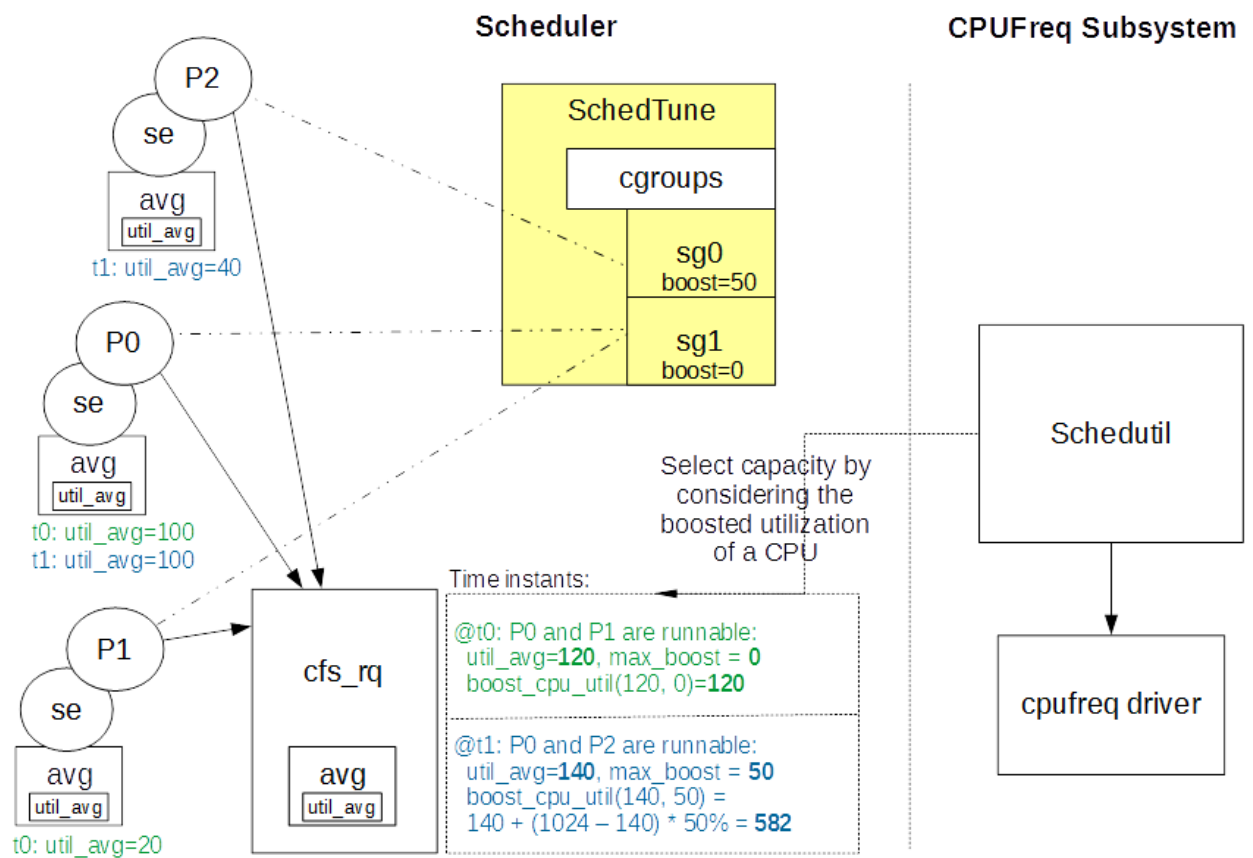 Scheduler
CPUFreq Subsystem
P2
se
avg
util_avg
t1: util_avg=40
SchedTune
cgroups
sg0
boost=50
sg1
boost=0
P0
se
avg
util_avg
t0: util_avg=100
t1: util_avg=100
P1
se
avg
util_avg
t0: util_avg=20
cfs_rq
avg
util_avg
Select capacity by
considering the
boosted utilization
of a CPU
Time instants:
@t0: P0 and P1 are runnable:
util_avg=120, max_boost = 0
boost_cpu_util(120, 0)=120
@t1: P0 and P2 are runnable:
util_avg=140, max_boost = 50
boost_cpu_util(140, 50) =
140 + (1024 – 140) * 50% = 582
Schedutil
cpufreq driver